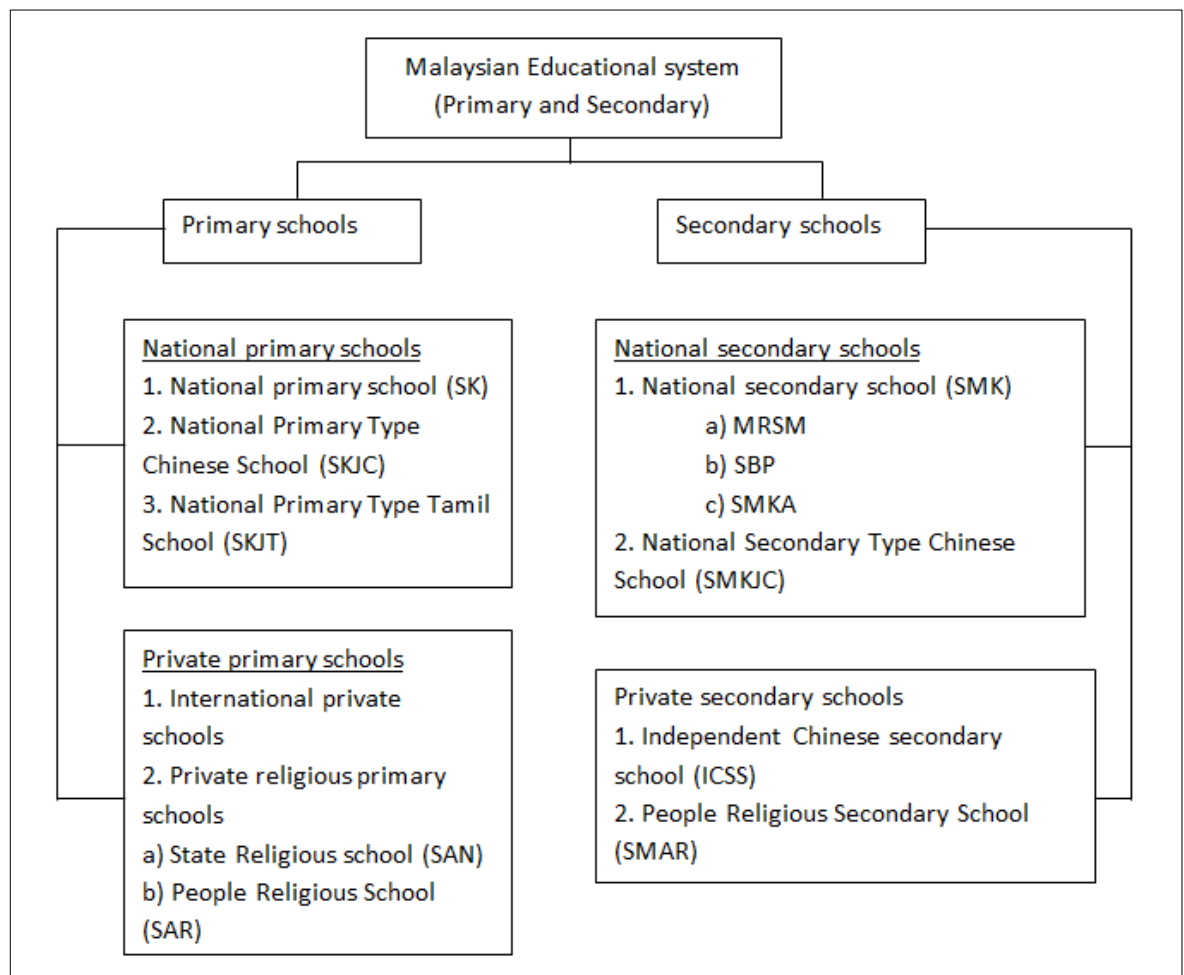 Malaysian Educational system
(Primary and Secondary)
Primary schools
Secondary schools
National primary schools
1. National primary school (SK)
2. National Primary Type
Chinese School (SKJC)
3. National Primary Type Tamil
School (SKJT)
National secondary schools
1. National secondary school (SMK)
a) MRSM
b) SBP
c) SMKA
2. National Secondary Type Chinese
School (SMKJC)
Private primary schools
1. International private
schools
2. Private religious primary
schools
a) State Religious school (SAN)
b) People Religious School
(SAR)
Private secondary schools
1. Independent Chinese secondary
school (ICSS)
2. People Religious Secondary School
(SMAR)